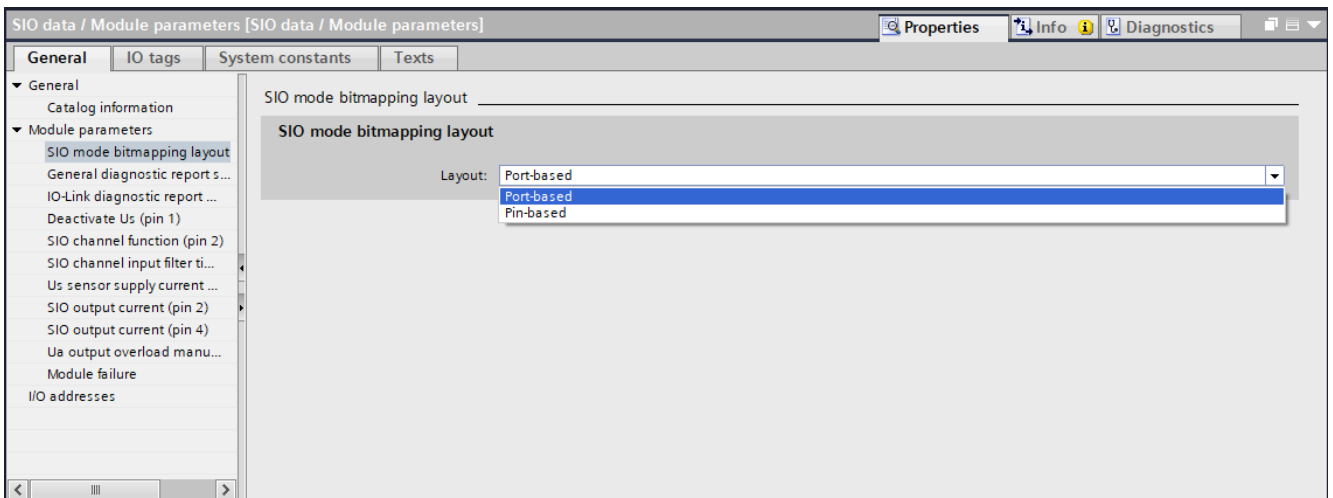 SIO data / Module parameters [SIO data / Module parameters]
Properties
Info
Diagnostics
General
IO tags
System constants
Texts
General
Catalog information
Module parameters
SIO mode bitmapping layout
General diagnostic report s...
IO-Link diagnostic report ...
Deactivate Us (pin 1)
SIO channel function (pin 2)
SIO channel input filter ti...
Us sensor supply current ...
SIO output current (pin 2)
SIO output current (pin 4)
Ua output overload manu...
Module failure
I/O addresses
SIO mode bitmapping layout
SIO mode bitmapping layout
Layout: Port-based
Port-based
Pin-based